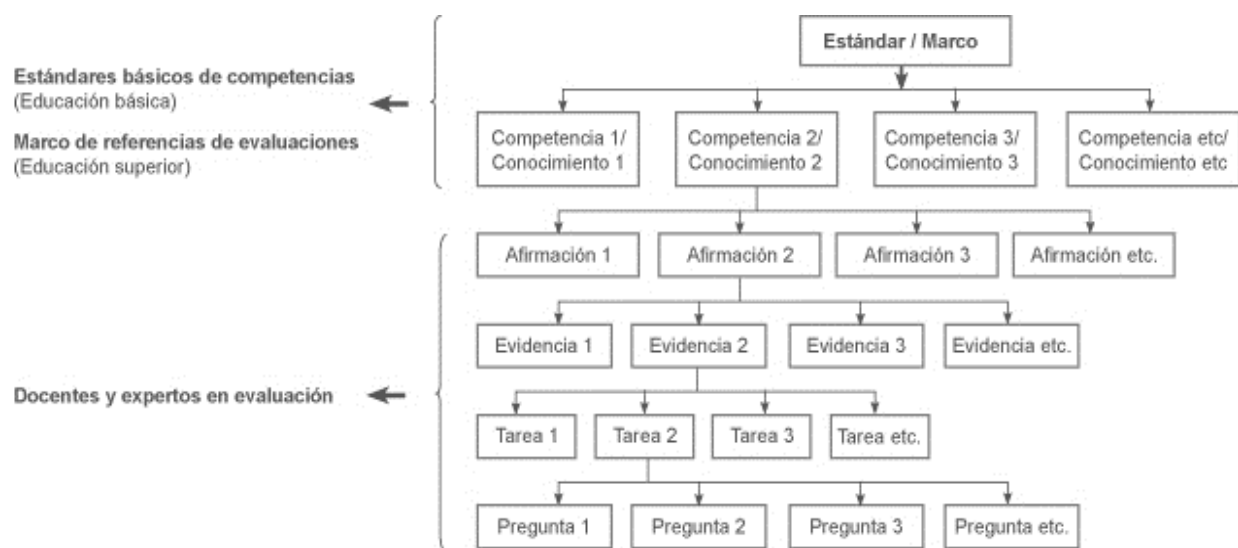 Estándar / Marco
Estándares básicos de competencias
(Educación básica)
Marco de referencias de evaluaciones
(Educación superior)
Competencia 1/
Conocimiento 1
Competencia 2/
Conocimiento 2
Competencia 3/
Conocimiento 3
Competencia etc/
Conocimiento etc
Afirmación 1
Afirmación 2
Afirmación 3
Afirmación etc.
Evidencia 1
Evidencia 2
Evidencia 3
Evidencia etc.
Docentes y expertos en evaluación
Tarea 1
Tarea 2
Tarea 3
Tarea etc.
Pregunta 1
Pregunta 2
Pregunta 3
Pregunta etc.